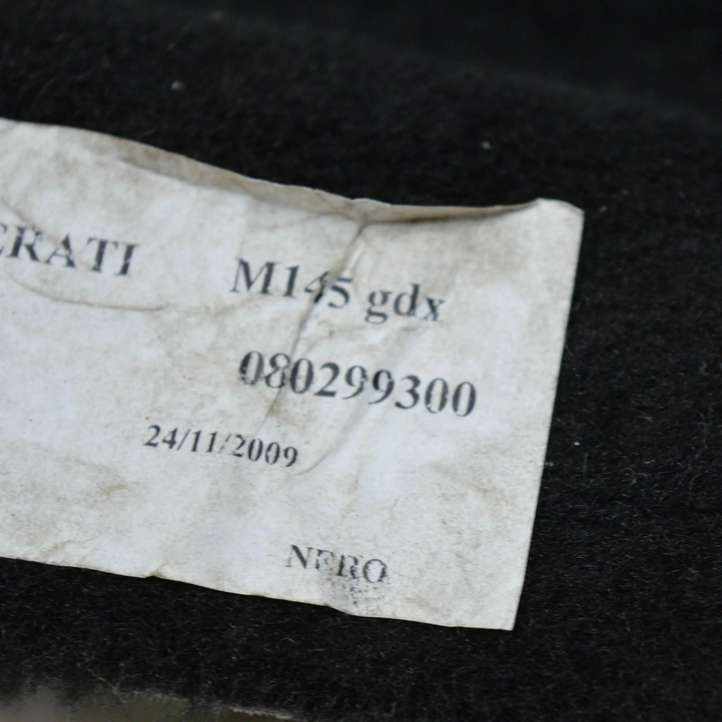 ERATI M145 gdx
080299300
24/11/2009
NERO